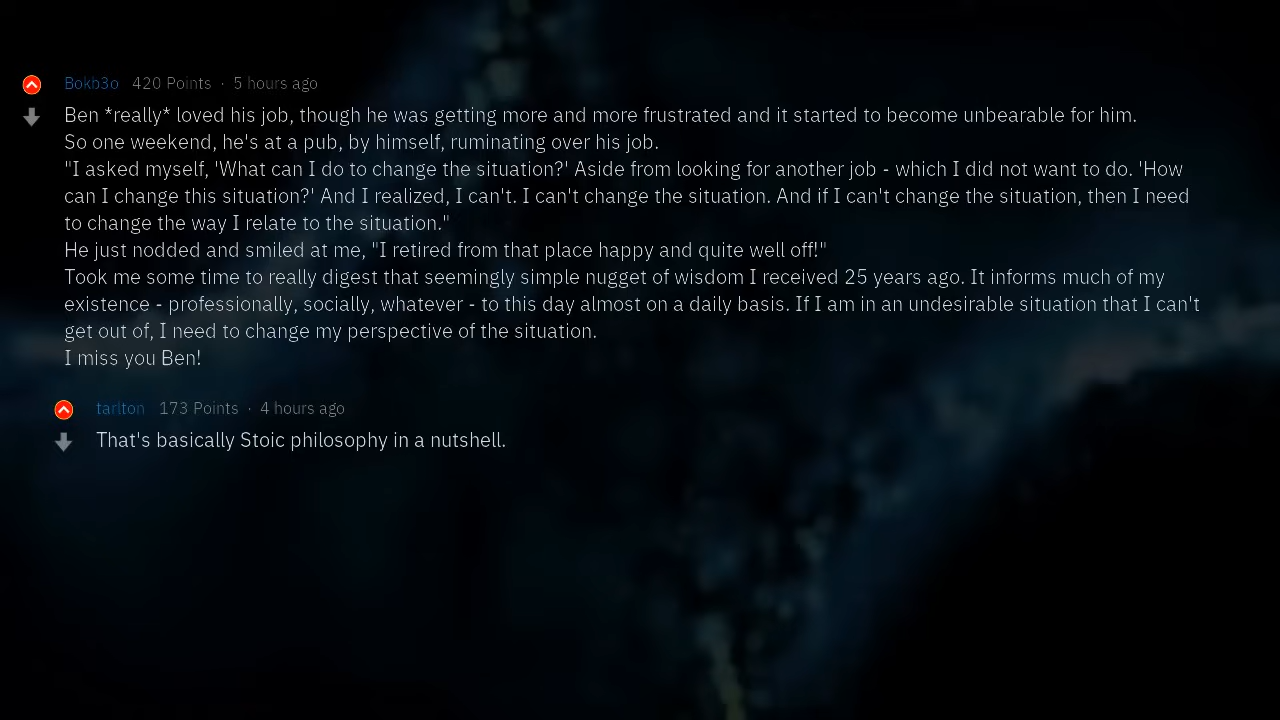 Bokb3o 420 Points · 5 hours ago
Ben *really* loved his job, though he was getting more and more frustrated and it started to become unbearable for him.
So one weekend, he's at a pub, by himself, ruminating over his job.
"I asked myself, 'What can I do to change the situation?' Aside from looking for another job - which I did not want to do. 'How
can I change this situation?' And I realized, I can't. I can't change the situation. And if I can't change the situation, then I need
to change the way I relate to the situation."
He just nodded and smiled at me, "I retired from that place happy and quite well off!"
Took me some time to really digest that seemingly simple nugget of wisdom I received 25 years ago. It informs much of my
existence - professionally, socially, whatever - to this day almost on a daily basis. If I am in an undesirable situation that I can't
get out of, I need to change my perspective of the situation.
I miss you Ben!
tarlton 173 Points · 4 hours ago
That's basically Stoic philosophy in a nutshell.